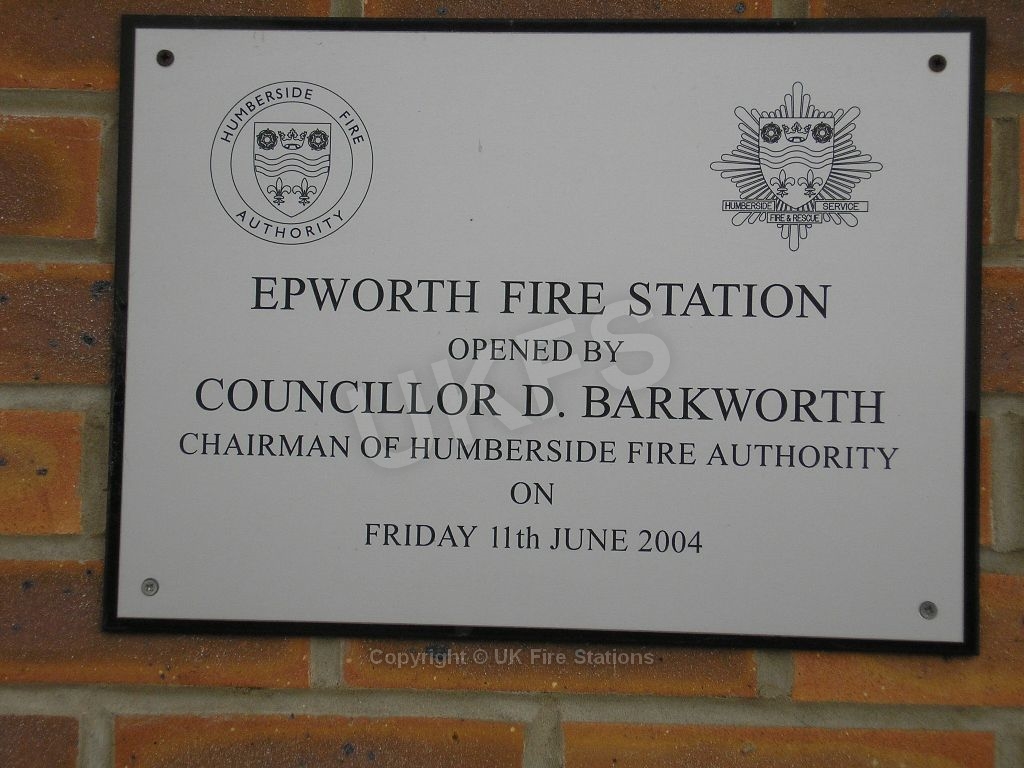 HUMBERSIDE FIRE
AUTHORITY
HUMBERSIDE SERVICE
FIRE & RESCUE
EPWORTH FIRE STATION
OPENED BY
COUNCILLOR D. BARKWORTH
CHAIRMAN OF HUMBERSIDE FIRE AUTHORITY
ON
FRIDAY 11th JUNE 2004
UKFS
Copyright © UK Fire Stations